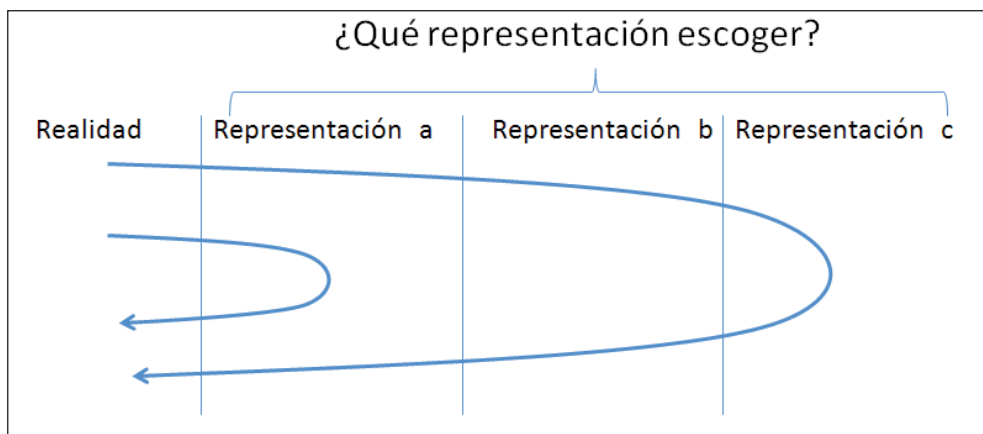 ¿Qué representación escoger?
Realidad Representación a Representación b Representación c